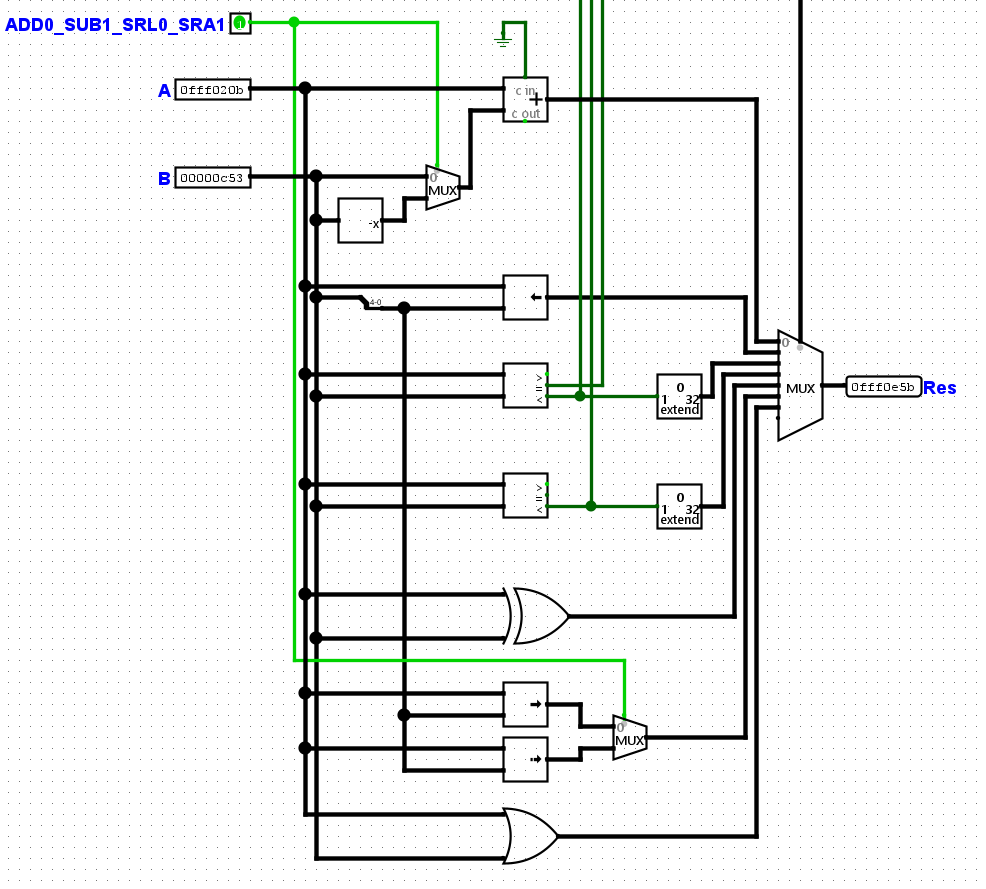 ADD0_SUB1_SRL0_SRA1 1
A 0fff020b
c in
+
c out
B 00000c53
0
MUX
-x
4-0
>
=
<
0
1 32
extend
0
MUX
0fff0e5b Res
>
=
<
0
1 32
extend
0
MUX